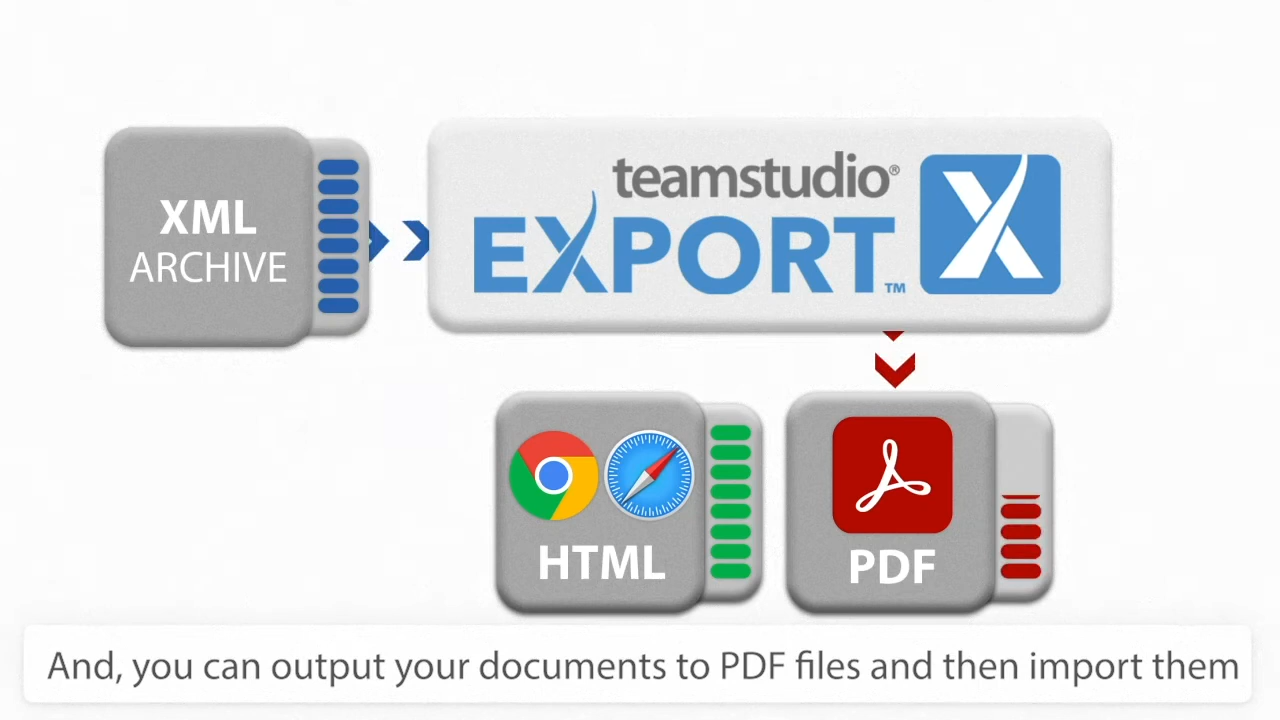 XML
ARCHIVE
teamstudio®
EXPORT™
X
HTML
PDF
And, you can output your documents to PDF files and then import them